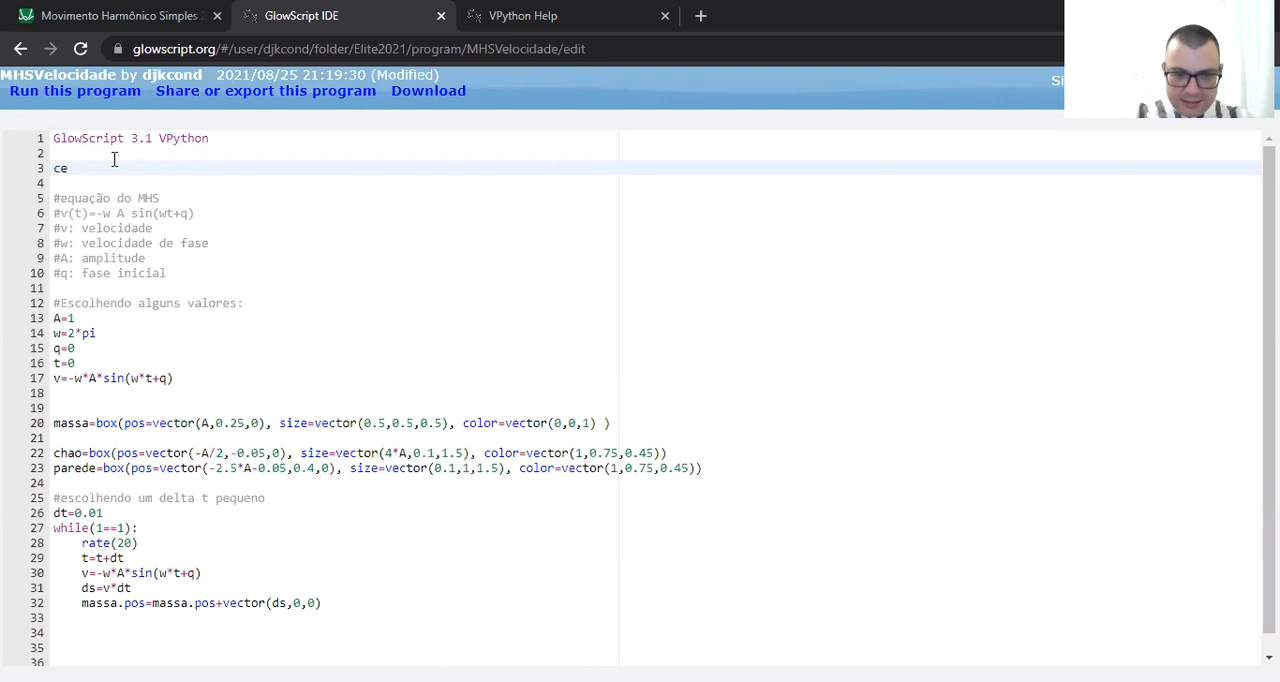 Movimento Harmônico Simples
GlowScript IDE
VPython Help
glowscript.org/#/user/djkcond/folder/Elite2021/program/MHSVelocidade/edit
MHSVelocidade by djkcond 2021/08/25 21:19:30 (Modified)
Run this program Share or export this program Download
1 GlowScript 3.1 VPython
2
3 ce
4
5 #equação do MHS
6 #v(t)=-w A sin(wt+q)
7 #v: velocidade
8 #w: velocidade de fase
9 #A: amplitude
10 #q: fase inicial
11
12 #Escolhendo alguns valores:
13 A=1
14 w=2*pi
15 q=0
16 t=0
17 v=-w*A*sin(w*t+q)
18
19
20 massa=box(pos=vector(A,0.25,0), size=vector(0.5,0.5,0.5), color=vector(0,0,1) )
21
22 chao=box(pos=vector(-A/2,-0.05,0), size=vector(4*A,0.1,1.5), color=vector(1,0.75,0.45))
23 parede=box(pos=vector(-2.5*A-0.05,0.4,0), size=vector(0.1,1,1.5), color=vector(1,0.75,0.45))
24
25 #escolhendo um delta t pequeno
26 dt=0.01
27 while(1==1):
28 rate(20)
29 t=t+dt
30 v=-w*A*sin(w*t+q)
31 ds=v*dt
32 massa.pos=massa.pos+vector(ds,0,0)
33
34
35
36